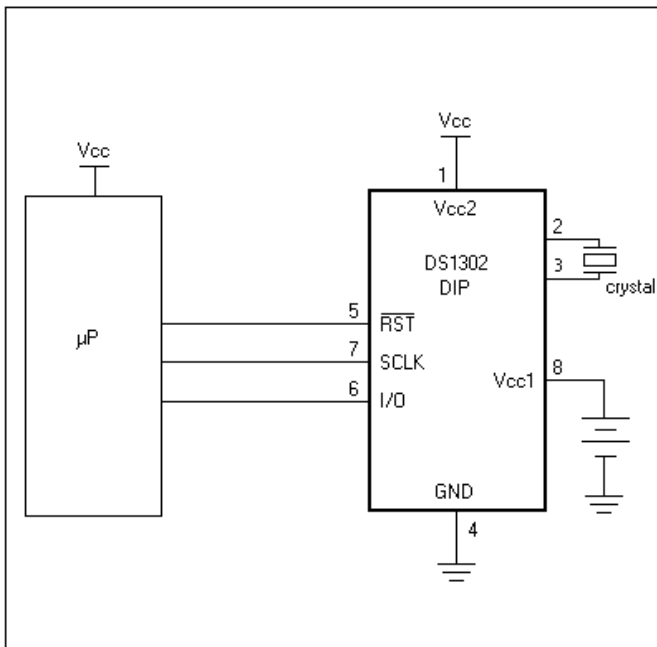 Vcc
Vcc
1
Vcc2
2
DS1302
DIP
3
crystal
μP
5
RST
7
SCLK
6
I/O
Vcc1
8
GND
4